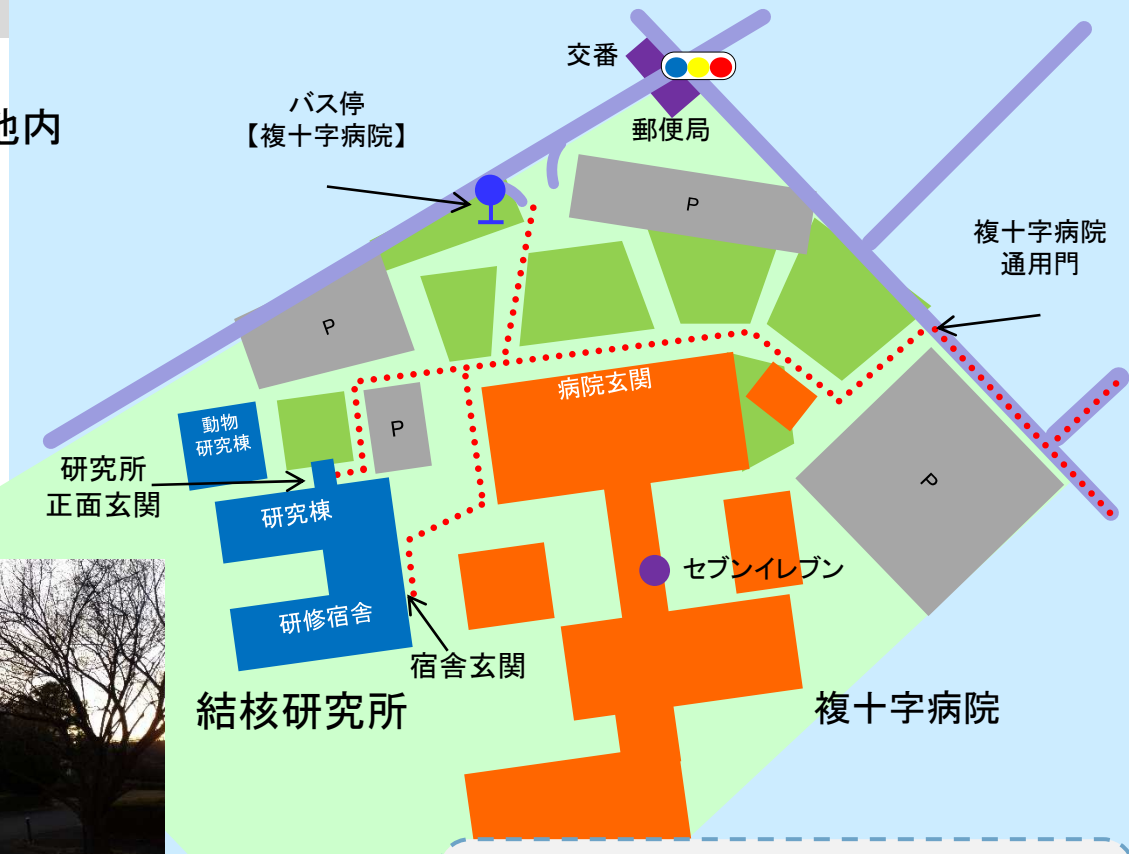 地内
交番
バス停
【複十字病院】
郵便局
P
複十字病院
通用門
P
病院玄関
P
動物
研究棟
研究所
正面玄関
研究棟
P
セブンイレブン
研修宿舎
宿舎玄関
結核研究所
複十字病院